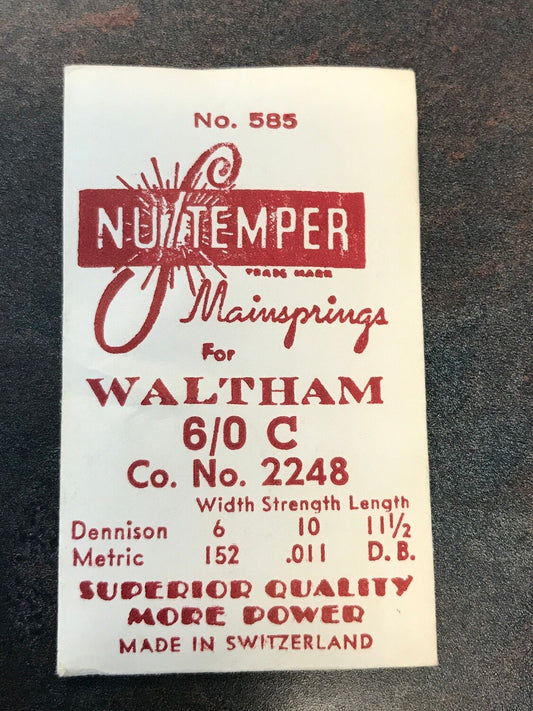 No. 585
NU/TEMPER
TRADE MARK
Mainsprings
For
WALTHAM
6/0 C
Co. No. 2248
Width Strength Length
Dennison 6 10 11½
Metric 152 .011 D. B.
SUPERIOR QUALITY
MORE POWER
MADE IN SWITZERLAND